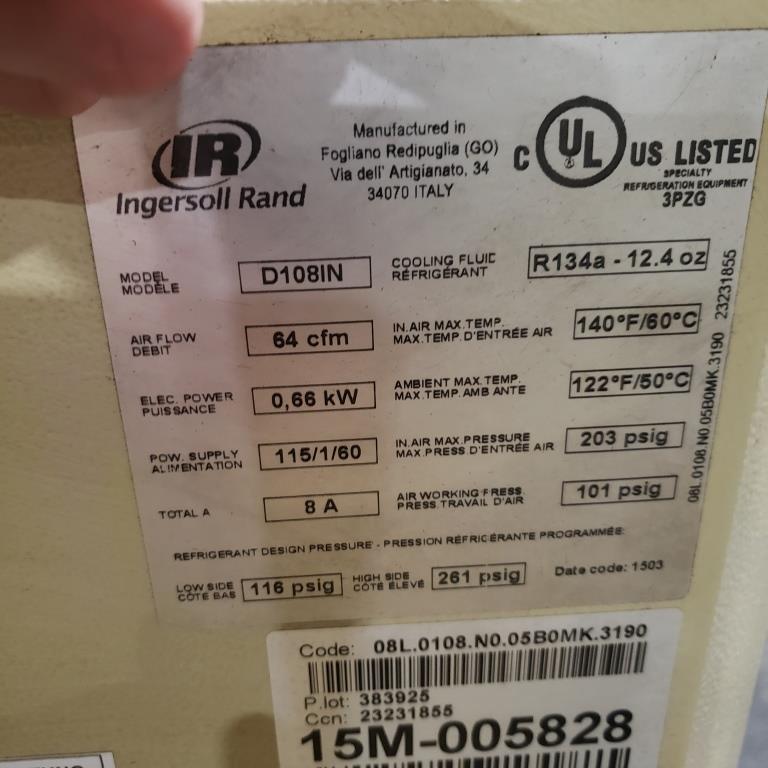 IR
Ingersoll Rand
Manufactured in
Fogliano Redipuglia (GO)
Via dell' Artigianato, 34
34070 ITALY
C UL US LISTED
SPECIALTY
REFRIGERATION EQUIPMENT
3PZG
MODEL
MODÈLE
D108IN
COOLING FLUID
RÉFRIGÉRANT
R134a - 12.4 oz
AIR FLOW
DEBIT
64 cfm
IN.AIR MAX.TEMP.
MAX.TEMP.D'ENTRÉE AIR
140°F/60°C
ELEC. POWER
PUISSANCE
0,66 kW
AMBIENT MAX.TEMP.
MAX.TEMP.AMBIANTE
122°F/50°C
POW. SUPPLY
ALIMENTATION
115/1/60
IN.AIR MAX.PRESSURE
MAX.PRESS D'ENTRÉE AIR
203 psig
TOTAL A
8 A
AIR WORKING PRESS.
PRESS.TRAVAIL D'AIR
101 psig
REFRIGERANT DESIGN PRESSURE - PRESSION RÉFRIGÉRANTE PROGRAMMÉE:
LOW SIDE
CÔTE BAS
116 psig
HIGH SIDE
CÔTÉ ÉLEVÉ
261 psig
Date code: 1503
08L.0108.N0.05B0MK.3190 23231855
Code: 08L.0108.N0.05B0MK.3190
P.lot: 383925
Ccn: 23231855
15M-005828